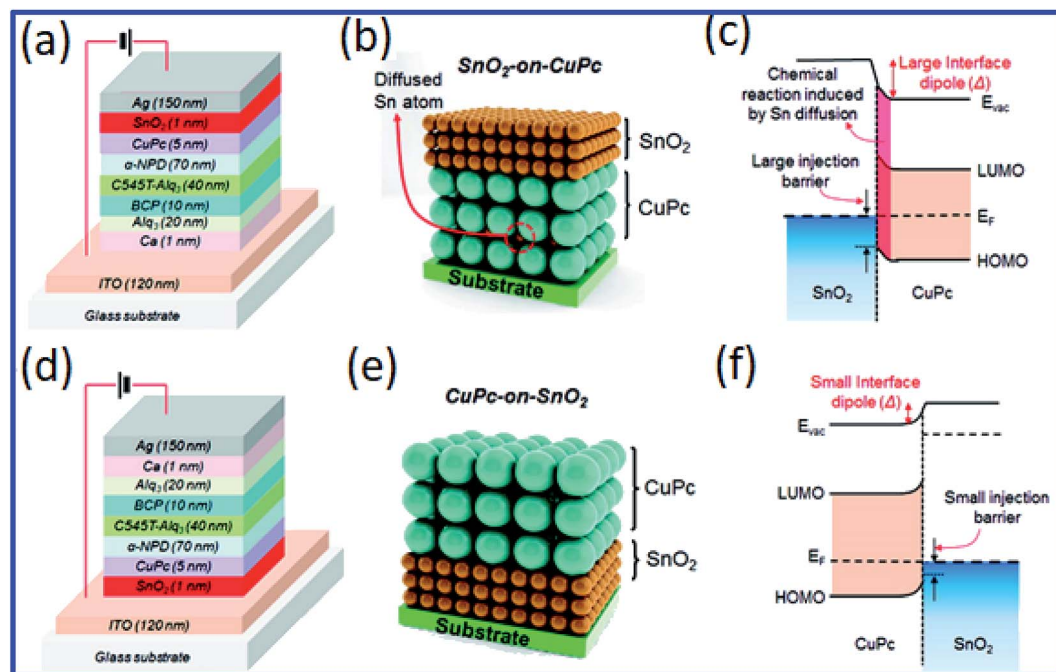 (a)
Ag (150 nm)
SnO₂ (1 nm)
CuPc (5 nm)
α-NPD (70 nm)
C545T-Alq₃ (40 nm)
BCP (10 nm)
Alq₃ (20 nm)
Ca (1 nm)
ITO (120 nm)
Glass substrate
(b)
SnO₂-on-CuPc
Diffused
Sn atom
SnO₂
CuPc
Substrate
(c)
Large Interface
dipole (Δ)
Chemical
reaction induced
by Sn diffusion
Large injection
barrier
Evac
LUMO
EF
HOMO
SnO₂
CuPc
(d)
Ag (150 nm)
Ca (1 nm)
Alq₃ (20 nm)
BCP (10 nm)
C545T-Alq₃ (40 nm)
α-NPD (70 nm)
CuPc (5 nm)
SnO₂ (1 nm)
ITO (120 nm)
Glass substrate
(e)
CuPc-on-SnO₂
CuPc
SnO₂
Substrate
(f)
Small Interface
dipole (Δ)
Evac
LUMO
Small injection
barrier
EF
HOMO
CuPc
SnO₂